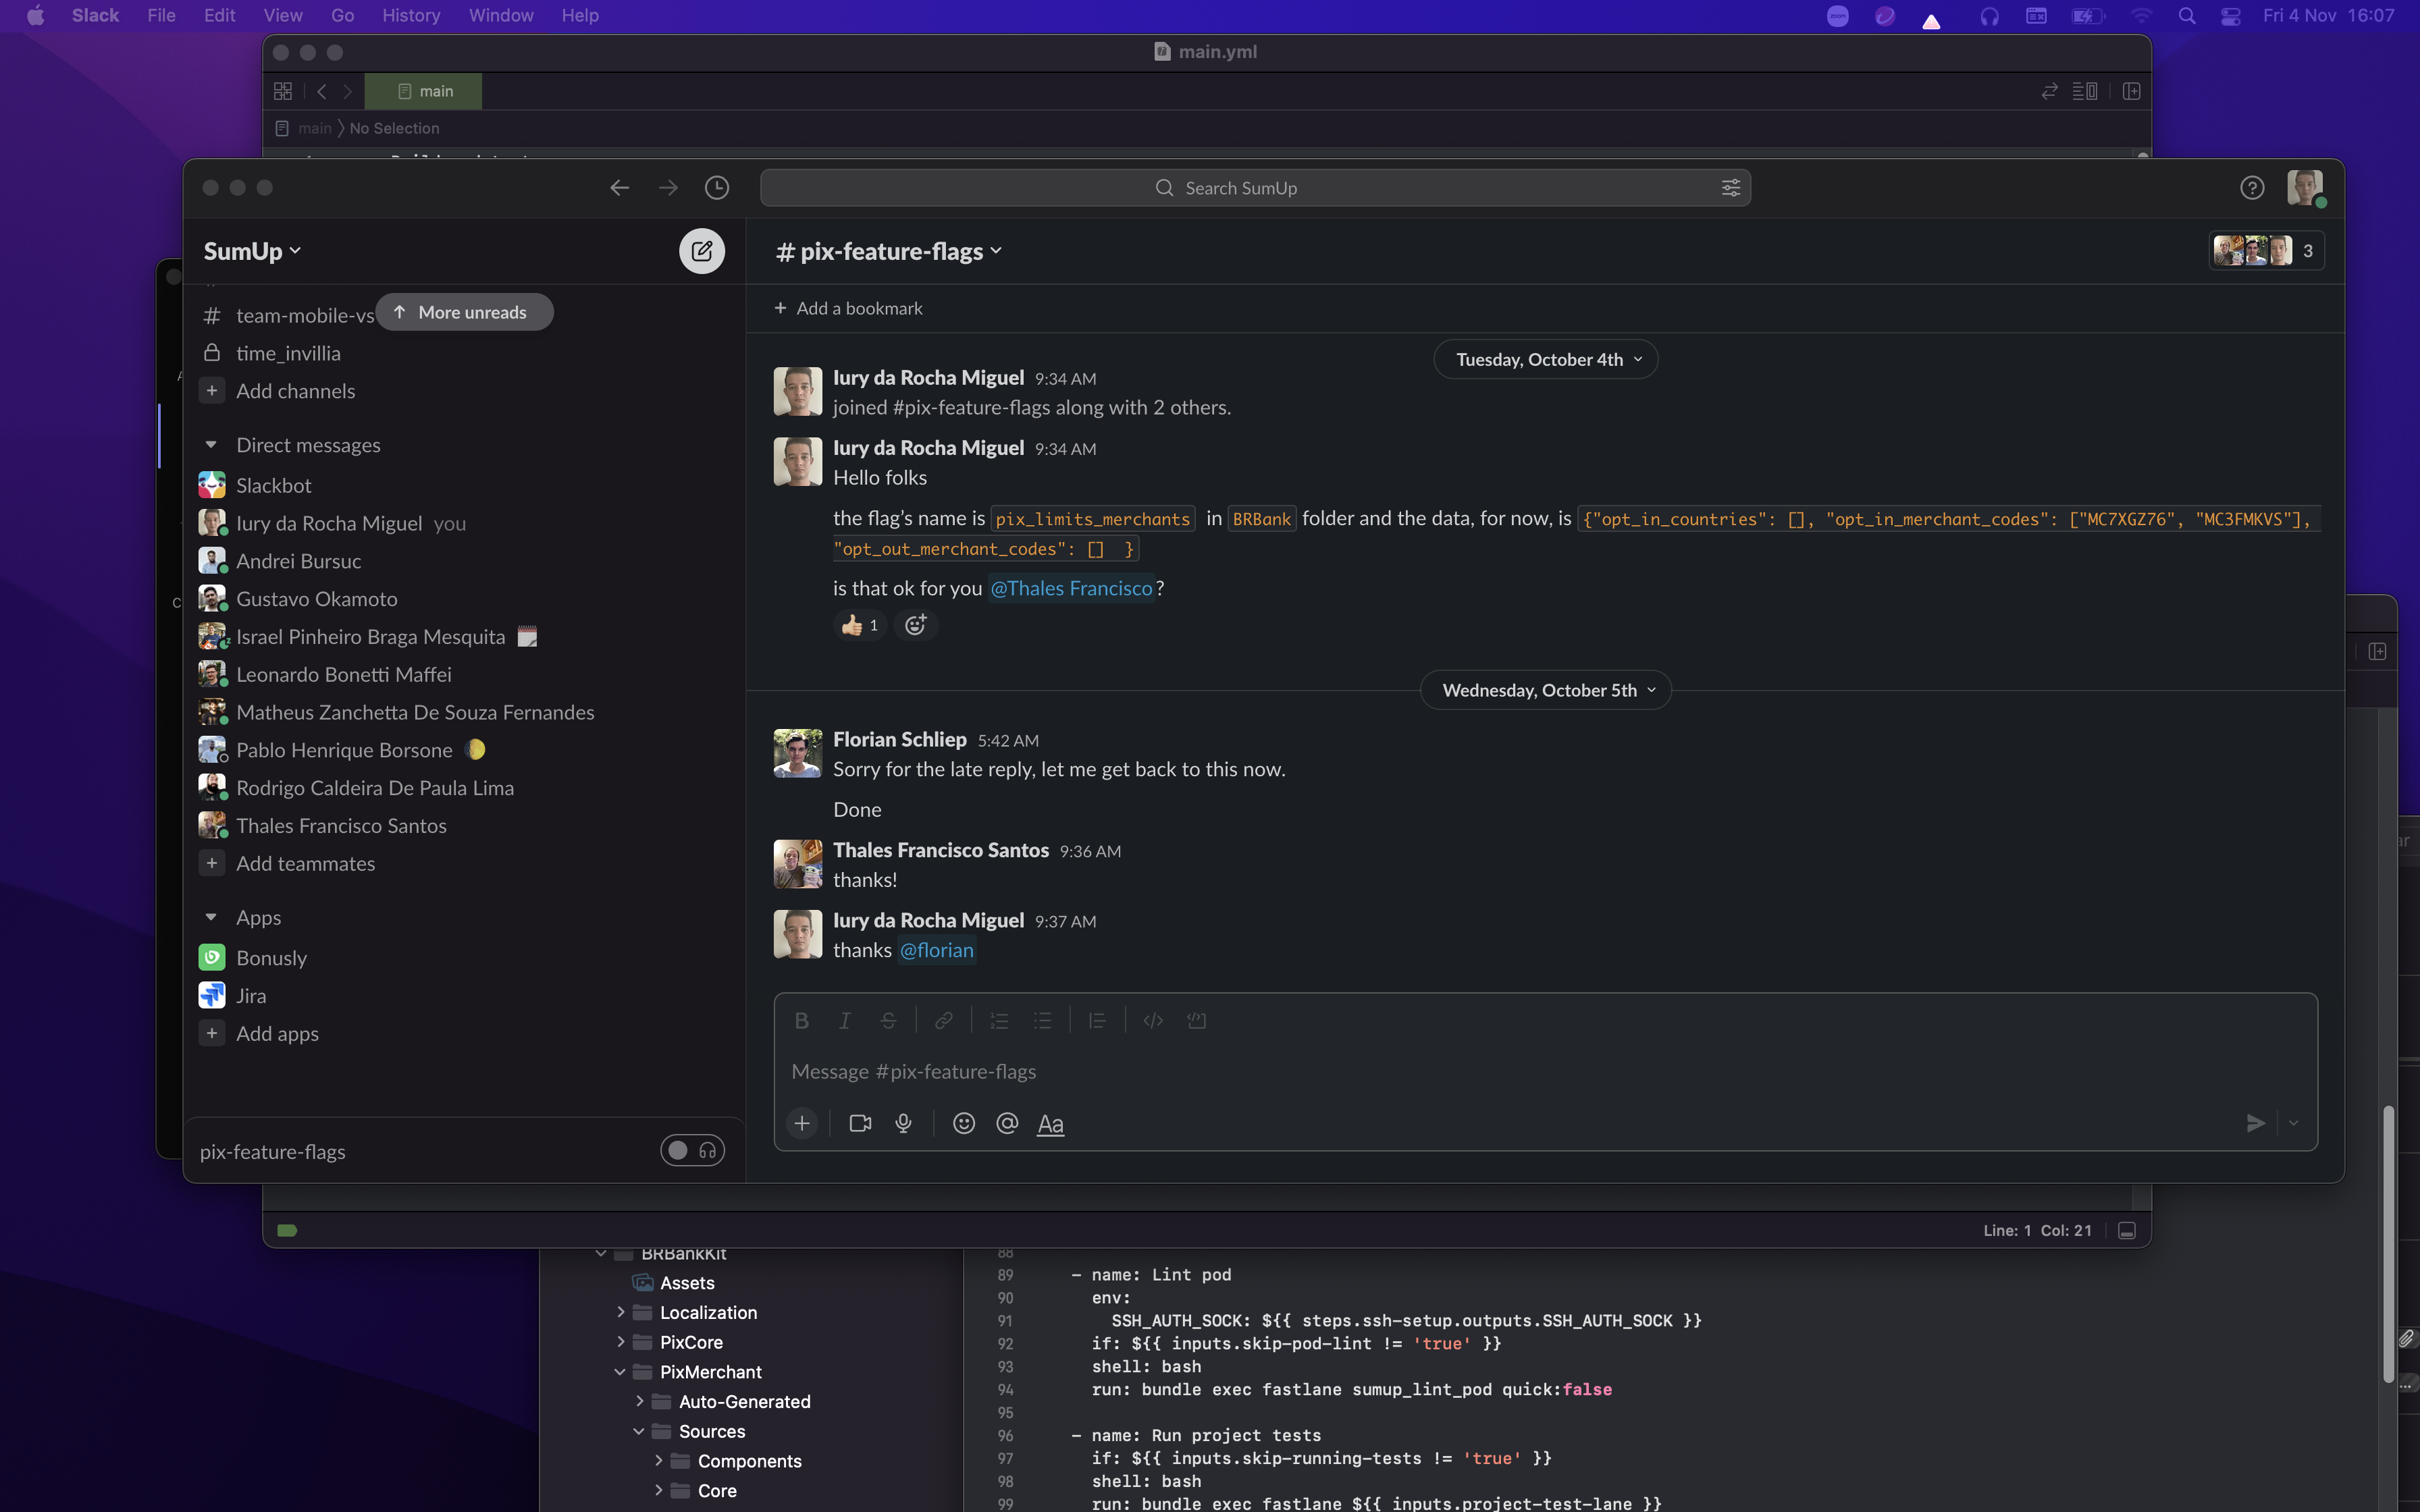 Slack File Edit View Go History Window Help
zoom
Fri 4 Nov 16:07
main.yml
main
main 〉No Selection
Search SumUp
SumUp
# pix-feature-flags
3
# team-mobile-vs
More unreads
time_invillia
+ Add channels
Direct messages
Slackbot
Iury da Rocha Miguel you
Andrei Bursuc
Gustavo Okamoto
Israel Pinheiro Braga Mesquita
Leonardo Bonetti Maffei
Matheus Zanchetta De Souza Fernandes
Pablo Henrique Borsone
Rodrigo Caldeira De Paula Lima
Thales Francisco Santos
+ Add teammates
Apps
Bonusly
Jira
+ Add apps
pix-feature-flags
+ Add a bookmark
Tuesday, October 4th
Iury da Rocha Miguel 9:34 AM
joined #pix-feature-flags along with 2 others.
Iury da Rocha Miguel 9:34 AM
Hello folks
the flag’s name is pix_limits_merchants in BRBank folder and the data, for now, is {"opt_in_countries": [], "opt_in_merchant_codes": ["MC7XGZ76", "MC3FMKVS"],
"opt_out_merchant_codes": [] }
is that ok for you @Thales Francisco?
1
Wednesday, October 5th
Florian Schliep 5:42 AM
Sorry for the late reply, let me get back to this now.
Done
Thales Francisco Santos 9:36 AM
thanks!
Iury da Rocha Miguel 9:37 AM
thanks @florian
B I S
Message #pix-feature-flags
+ @ Aa
Line: 1 Col: 21
BRBankKit
Assets
Localization
PixCore
PixMerchant
Auto-Generated
Sources
Components
Core
88
89 - name: Lint pod
90 env:
91 SSH_AUTH_SOCK: ${{ steps.ssh-setup.outputs.SSH_AUTH_SOCK }}
92 if: ${{ inputs.skip-pod-lint != 'true' }}
93 shell: bash
94 run: bundle exec fastlane sumup_lint_pod quick:false
95
96 - name: Run project tests
97 if: ${{ inputs.skip-running-tests != 'true' }}
98 shell: bash
99 run: bundle exec fastlane ${{ inputs.project-test-lane }}